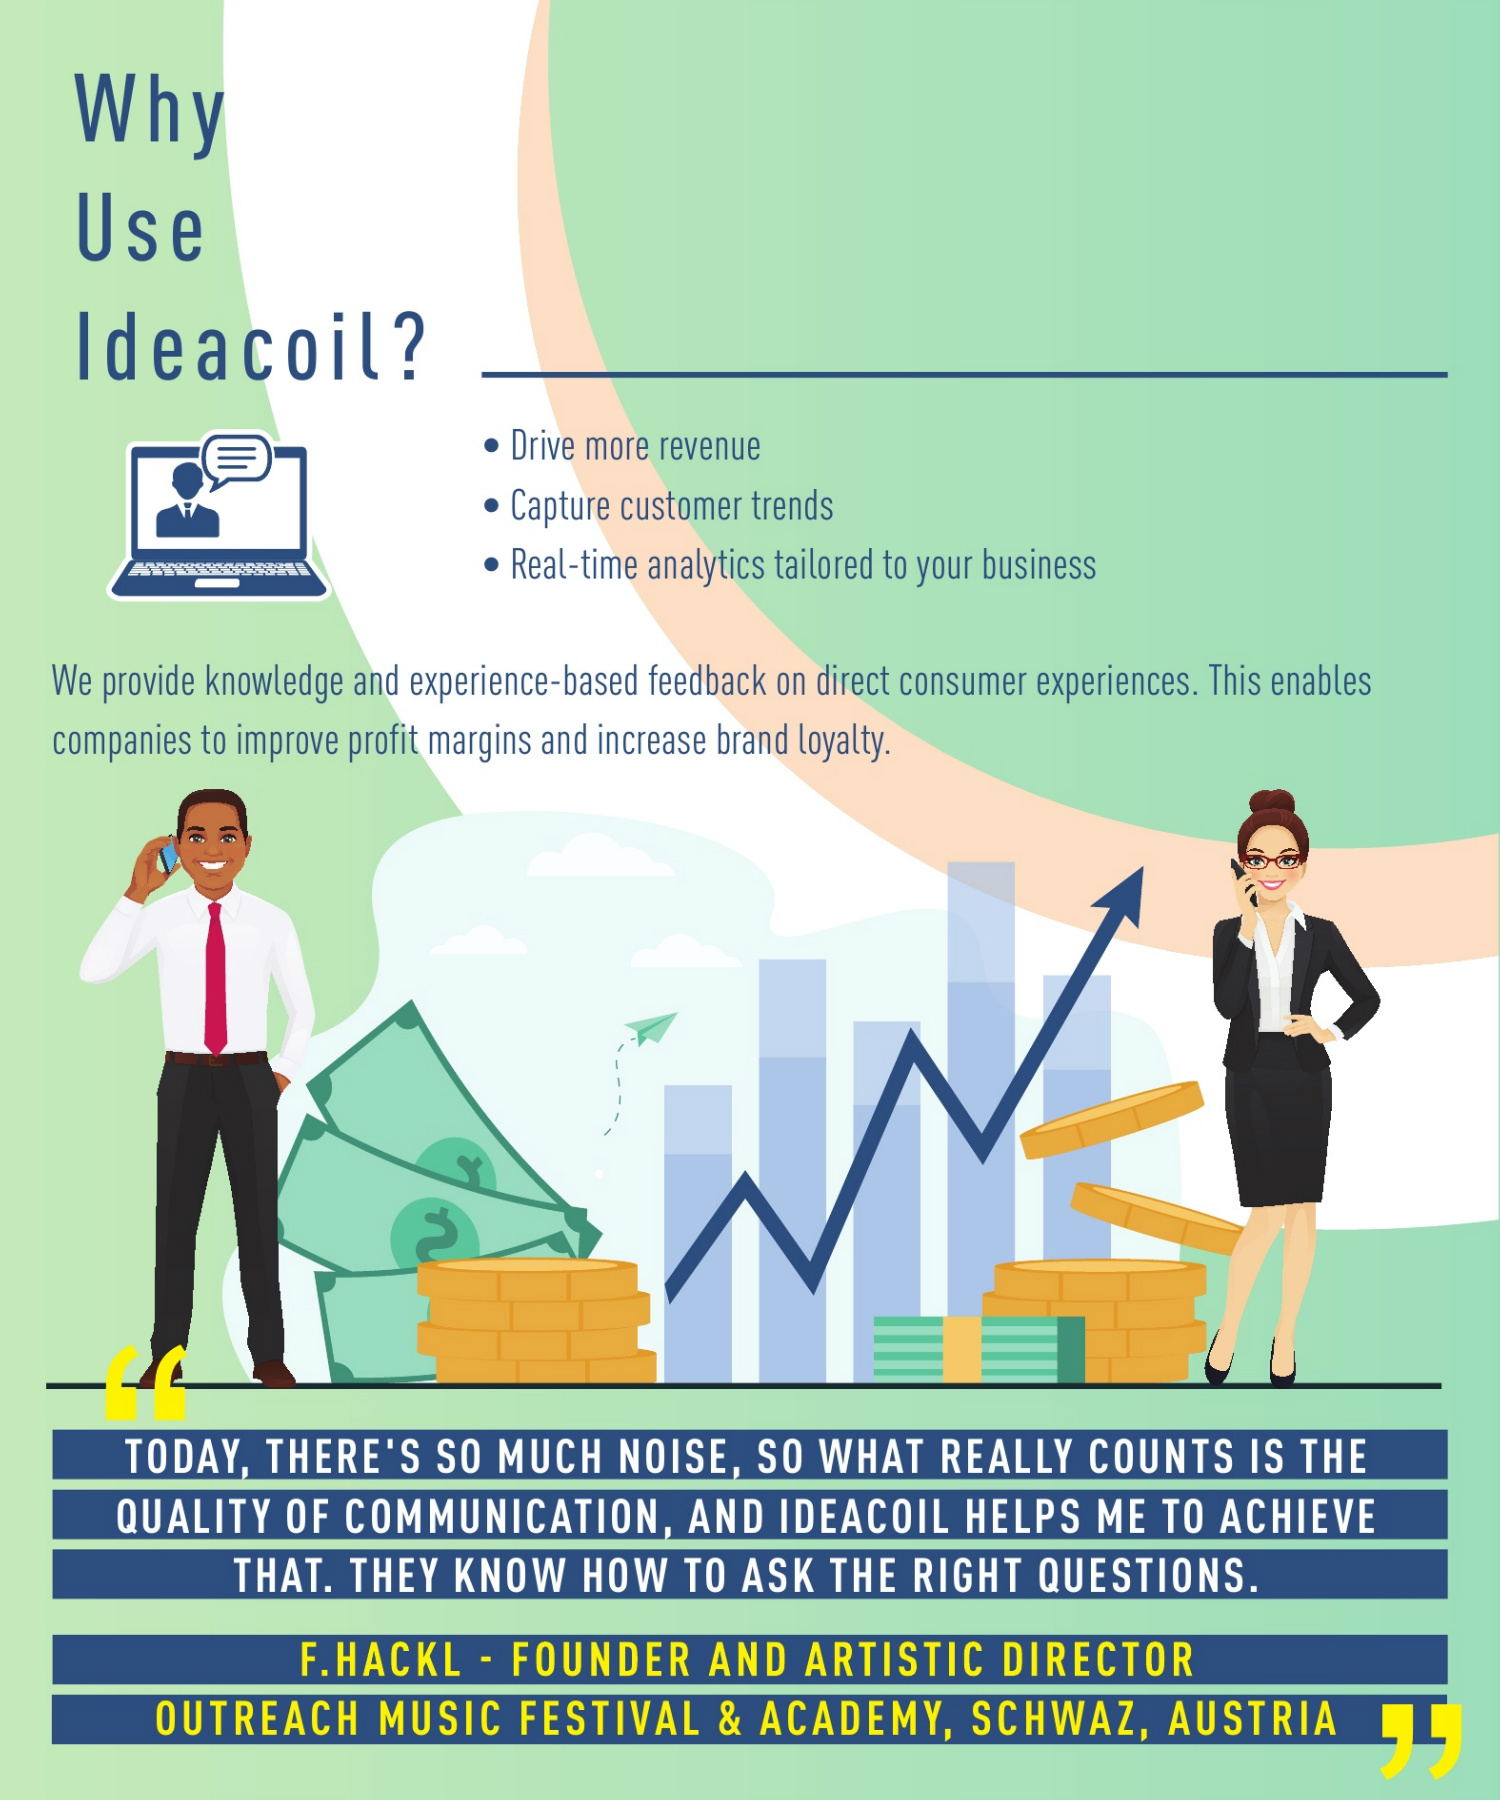 Why
Use
Ideacoil?
• Drive more revenue
• Capture customer trends
• Real-time analytics tailored to your business
We provide knowledge and experience-based feedback on direct consumer experiences. This enables
companies to improve profit margins and increase brand loyalty.
$
$
“
TODAY, THERE'S SO MUCH NOISE, SO WHAT REALLY COUNTS IS THE
QUALITY OF COMMUNICATION, AND IDEACOIL HELPS ME TO ACHIEVE
THAT. THEY KNOW HOW TO ASK THE RIGHT QUESTIONS.
F.HACKL - FOUNDER AND ARTISTIC DIRECTOR
OUTREACH MUSIC FESTIVAL & ACADEMY, SCHWAZ, AUSTRIA ”